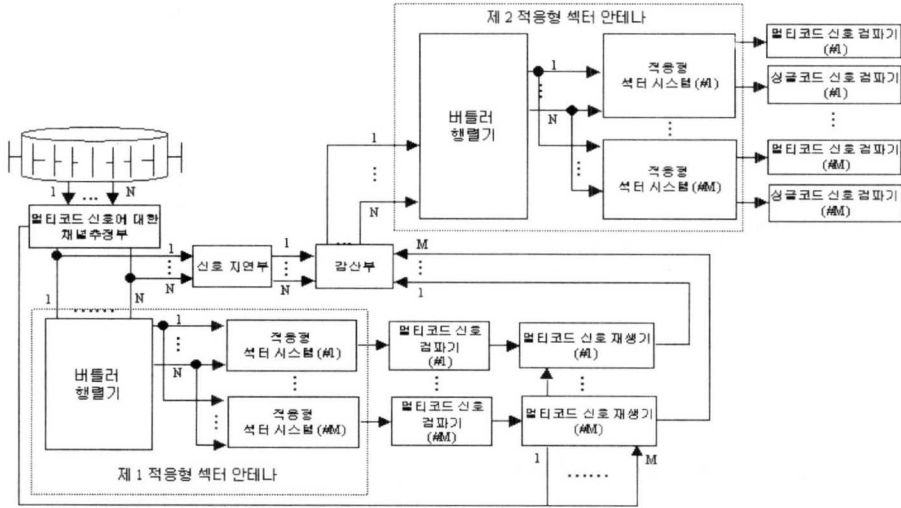 제 2 적응형 섹터 안테나
버틀러
행렬기
1
N
적응형
섹터 시스템 (#1)
적응형
섹터 시스템 (#M)
멀티코드 신호 검파기
(#1)
싱글코드 신호 검파기
(#1)
멀티코드 신호 검파기
(#M)
싱글코드 신호 검파기
(#M)
1
N
1
N
멀티코드 신호에 대한
채널추정부
1
N
신호 지연부
1
N
감산부
M
1
1
N
버틀러
행렬기
1
N
적응형
섹터 시스템 (#1)
적응형
섹터 시스템 (#M)
제 1 적응형 섹터 안테나
멀티코드 신호
검파기
(#1)
멀티코드 신호
검파기
(#M)
멀티코드 신호 재생기
(#1)
멀티코드 신호 재생기
(#M)
1
M